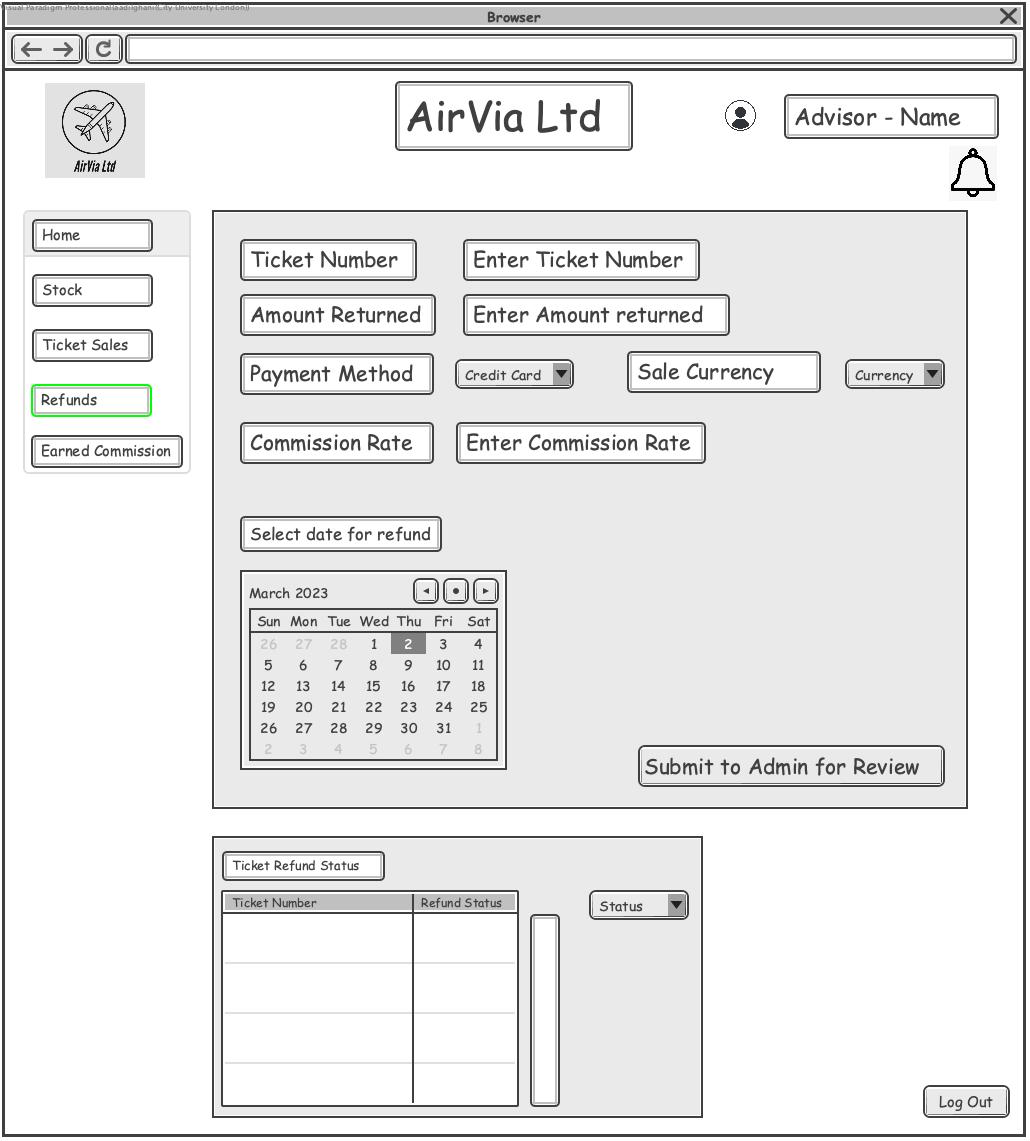 Visual Paradigm Professional(aadilghani(City University London))
Browser
AirVia Ltd
AirVia Ltd
Advisor - Name
Home
Stock
Ticket Sales
Refunds
Earned Commission
Ticket Number Enter Ticket Number
Amount Returned Enter Amount returned
Payment Method Credit Card Sale Currency Currency
Commission Rate Enter Commission Rate
Select date for refund
March 2023
Sun Mon Tue Wed Thu Fri Sat
26 27 28 1 2 3 4
5 6 7 8 9 10 11
12 13 14 15 16 17 18
19 20 21 22 23 24 25
26 27 28 29 30 31 1
2 3 4 5 6 7 8
Submit to Admin for Review
Ticket Refund Status
Ticket Number Refund Status
Status
Log Out